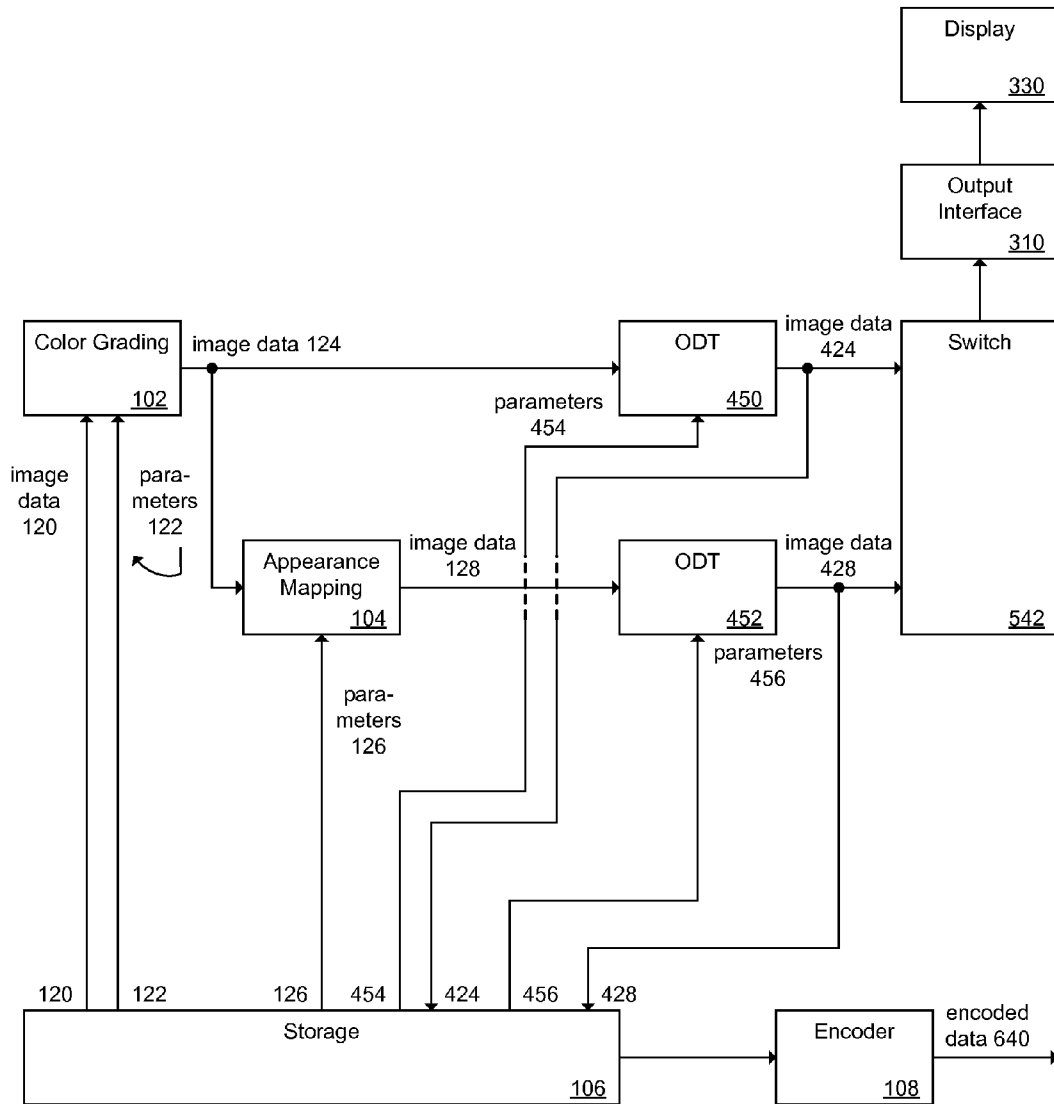 Display
330
Output
Interface
310
Color Grading
102
image data 124
ODT
450
image data
424
Switch
542
parameters
454
image
data
120
para-
meters
122
Appearance
Mapping
104
image data
128
ODT
452
image data
428
parameters
456
para-
meters
126
120
122
126
454
424
456
428
Storage
106
Encoder
108
encoded
data 640